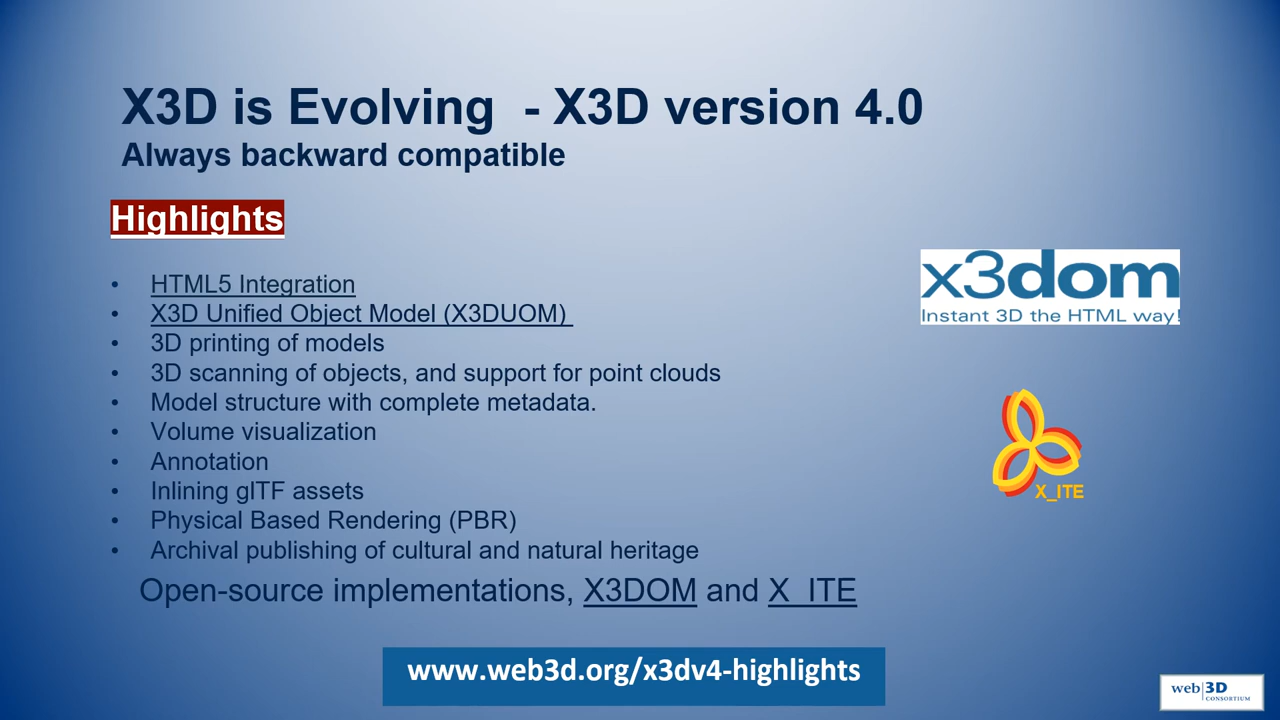 X3D is Evolving - X3D version 4.0
Always backward compatible
Highlights
• HTML5 Integration
• X3D Unified Object Model (X3DUOM)
• 3D printing of models
• 3D scanning of objects, and support for point clouds
• Model structure with complete metadata.
• Volume visualization
• Annotation
• Inlining glTF assets
• Physical Based Rendering (PBR)
• Archival publishing of cultural and natural heritage
Open-source implementations, X3DOM and X_ITE
x3dom
Instant 3D the HTML way!
X_ITE
www.web3d.org/x3dv4-highlights
web|3D
CONSORTIUM